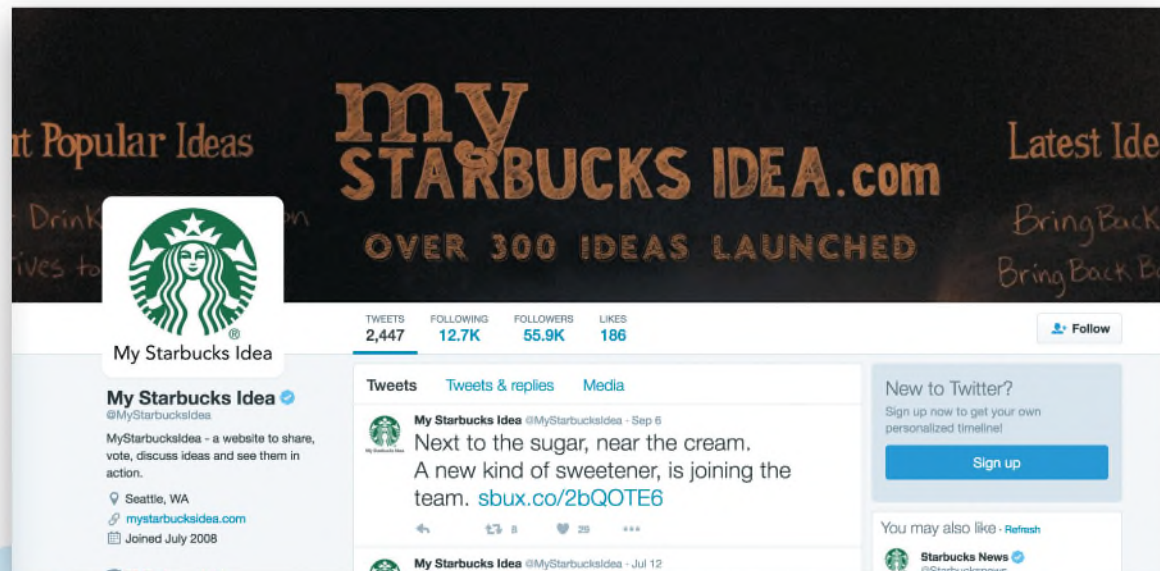 my
STARBUCKS IDEA.com
OVER 300 IDEAS LAUNCHED
Popular Ideas
Drink
to
Latest
Bring Back
Bring Back
®
My Starbucks Idea
TWEETS FOLLOWING FOLLOWERS LIKES
2,447 12.7K 55.9K 186
Follow
My Starbucks Idea
@MyStarbucksIdea
MyStarbucksIdea - a website to share,
vote, discuss ideas and see them in
action.
Seattle, WA
mystarbucksidea.com
Joined July 2008
Tweets Tweets & replies Media
My Starbucks Idea @MyStarbucksIdea - Sep 6
Next to the sugar, near the cream.
A new kind of sweetener, is joining the
team. sbux.co/2bQOTE6
8 29
My Starbucks Idea @MyStarbucksIdea - Jul 12
New to Twitter?
Sign up now to get your own
personalized timeline!
Sign up
You may also like · Refresh
Starbucks News
@Starbucksnews